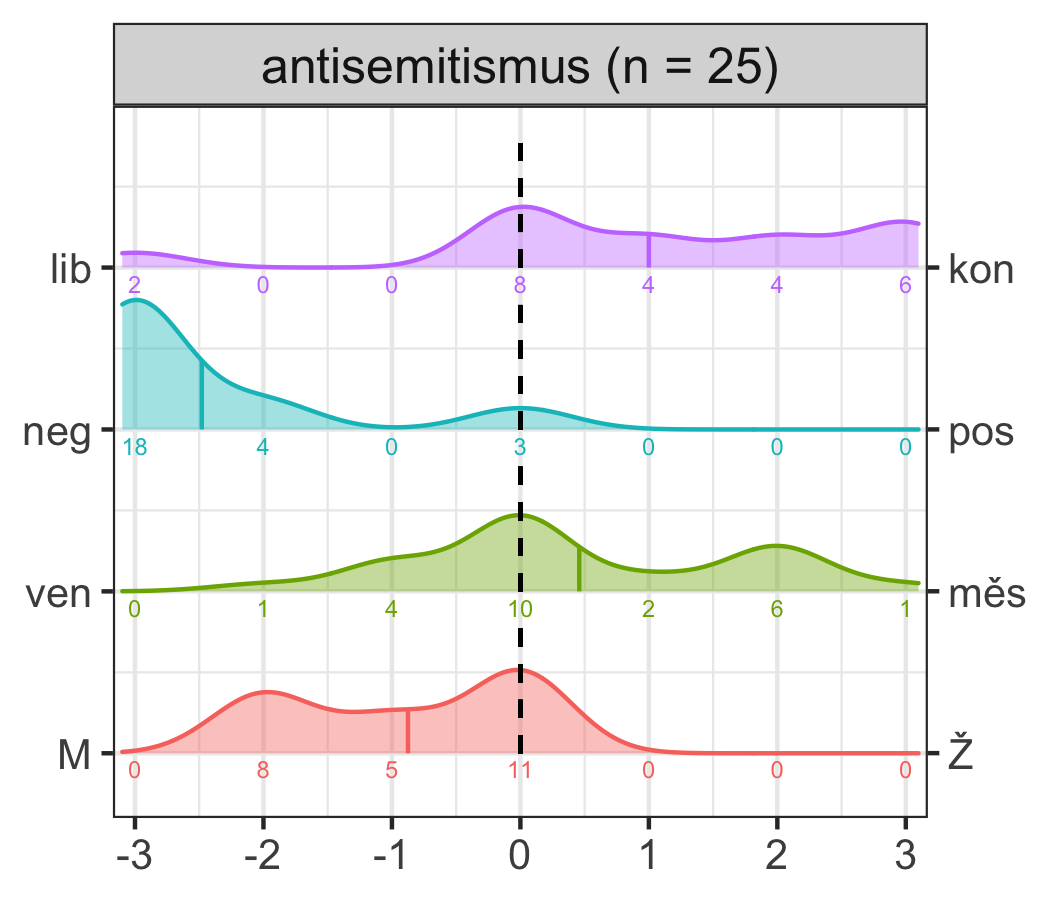 antisemitismus (n = 25)
lib kon
2 0 0 8 4 4 6
neg pos
18 4 0 3 0 0 0
ven měs
0 1 4 10 2 6 1
M Ž
0 8 5 11 0 0 0
-3 -2 -1 0 1 2 3